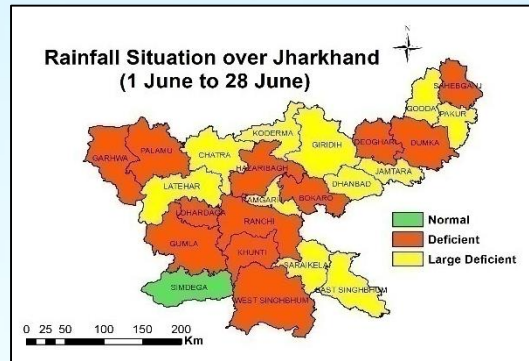 Rainfall Situation over Jharkhand
(1 June to 28 June)
N
SAHEBGANJ
GODDA
PAKUR
KODERMA
GIRIDIH
DEOGHAR
DUMKA
GARHWA
PALAMU
CHATRA
HAZARIBAGH
JAMTARA
DHANBAD
LATEHAR
RAMGARH
BOKARO
LOHARDAGA
RANCHI
GUMLA
KHUNTI
SARAIKELA
EAST SINGHBHUM
SIMDEGA
WEST SINGHBHUM
Normal
Deficient
Large Deficient
0 25 50 100 150 200
Km